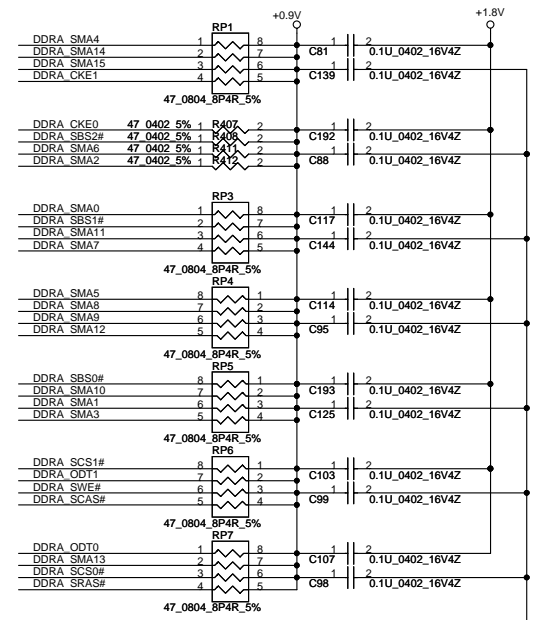 +0.9V +1.8V
RP1
DDRA_SMA4 1 8 1 2
DDRA_SMA14 2 7 C81 0.1U_0402_16V4Z
DDRA_SMA15 3 6 1 2
DDRA_CKE1 4 5 C139 0.1U_0402_16V4Z
47_0804_8P4R_5%
DDRA_CKE0 47_0402_5% 1 R407 2 1 2
DDRA_SBS2# 47_0402_5% 1 R408 2 C192 0.1U_0402_16V4Z
DDRA_SMA6 47_0402_5% 1 R411 2 1 2
DDRA_SMA2 47_0402_5% 1 R412 2 C88 0.1U_0402_16V4Z
RP3
DDRA_SMA0 1 8 1 2
DDRA_SBS1# 2 7 C117 0.1U_0402_16V4Z
DDRA_SMA11 3 6 1 2
DDRA_SMA7 4 5 C144 0.1U_0402_16V4Z
47_0804_8P4R_5%
RP4
DDRA_SMA5 8 1 1 2
DDRA_SMA8 7 2 C114 0.1U_0402_16V4Z
DDRA_SMA9 6 3 1 2
DDRA_SMA12 5 4 C95 0.1U_0402_16V4Z
47_0804_8P4R_5%
RP5
DDRA_SBS0# 8 1 1 2
DDRA_SMA10 7 2 C193 0.1U_0402_16V4Z
DDRA_SMA1 6 3 1 2
DDRA_SMA3 5 4 C125 0.1U_0402_16V4Z
47_0804_8P4R_5%
RP6
DDRA_SCS1# 8 1 1 2
DDRA_ODT1 7 2 C103 0.1U_0402_16V4Z
DDRA_SWE# 6 3 1 2
DDRA_SCAS# 5 4 C99 0.1U_0402_16V4Z
47_0804_8P4R_5%
RP7
DDRA_ODT0 1 8 1 2
DDRA_SMA13 2 7 C107 0.1U_0402_16V4Z
DDRA_SCS0# 3 6 1 2
DDRA_SRAS# 4 5 C98 0.1U_0402_16V4Z
47_0804_8P4R_5%